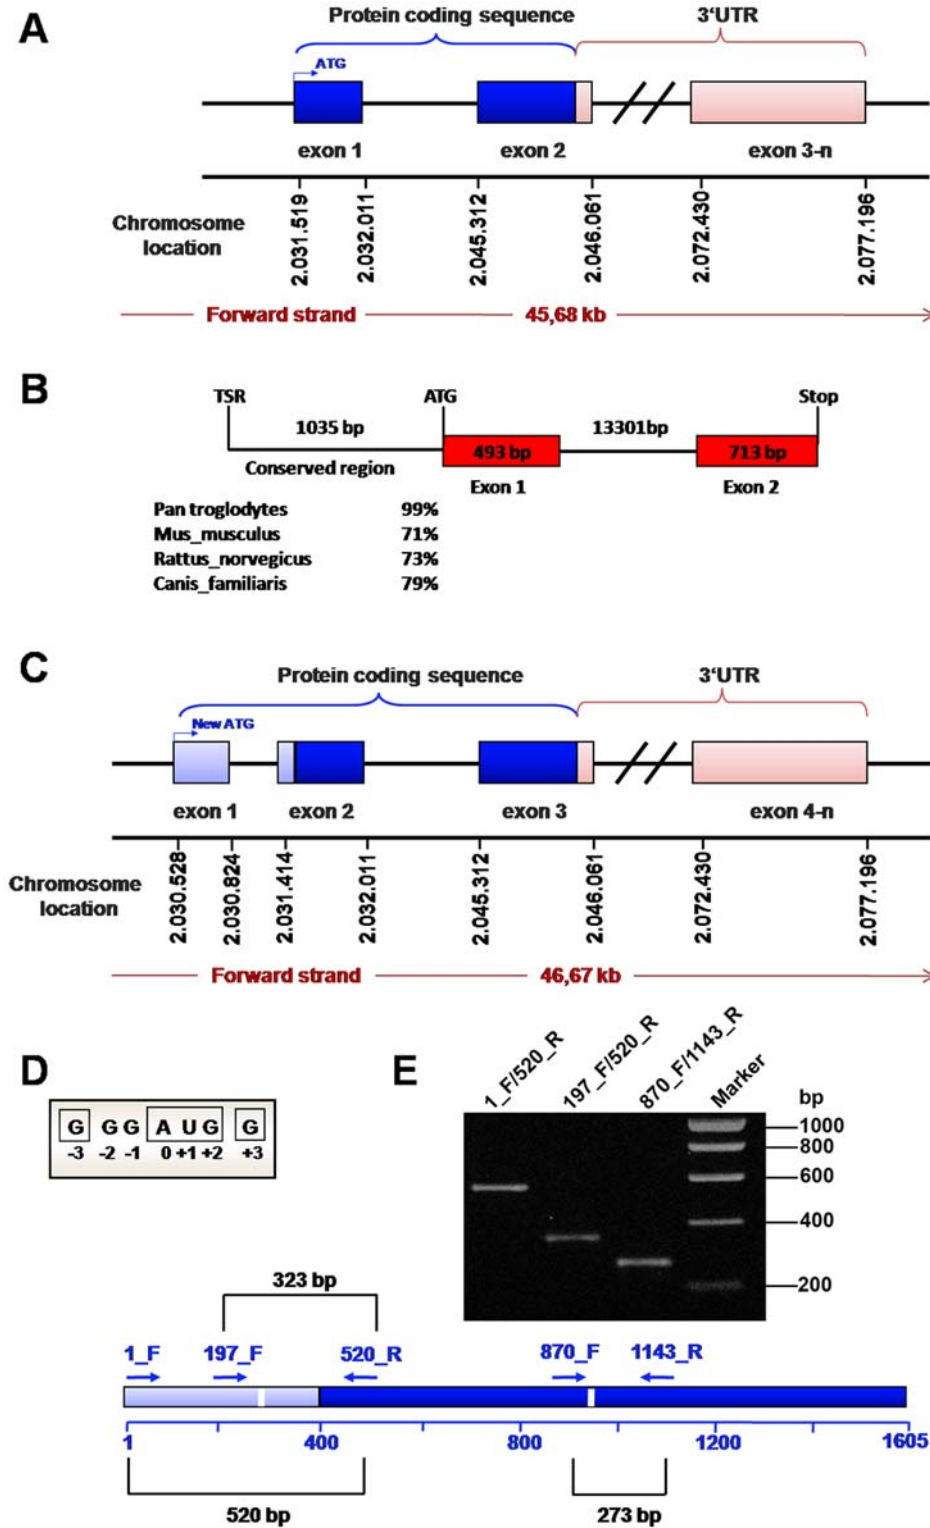 A
Protein coding sequence
3'UTR
ATG
exon 1
exon 2
exon 3-n
Chromosome location
2.031.519
2.032.011
2.045.312
2.046.061
2.072.430
2.077.196
Forward strand
45,68 kb
B
TSR
ATG
Stop
1035 bp
13301bp
493 bp
713 bp
Conserved region
Exon 1
Exon 2
Pan troglodytes 99%
Mus_musculus 71%
Rattus_norvegicus 73%
Canis_familiaris 79%
C
Protein coding sequence
3'UTR
New ATG
exon 1
exon 2
exon 3
exon 4-n
Chromosome location
2.030.528
2.030.824
2.031.414
2.032.011
2.045.312
2.046.061
2.072.430
2.077.196
Forward strand
46,67 kb
D
G G G A U G G
-3 -2 -1 0 +1 +2 +3
E
1_F/520_R
197_F/520_R
870_F/1143_R
Marker
bp
1000
800
600
400
200
323 bp
1_F
197_F
520_R
870_F
1143_R
1
400
800
1200
1605
520 bp
273 bp